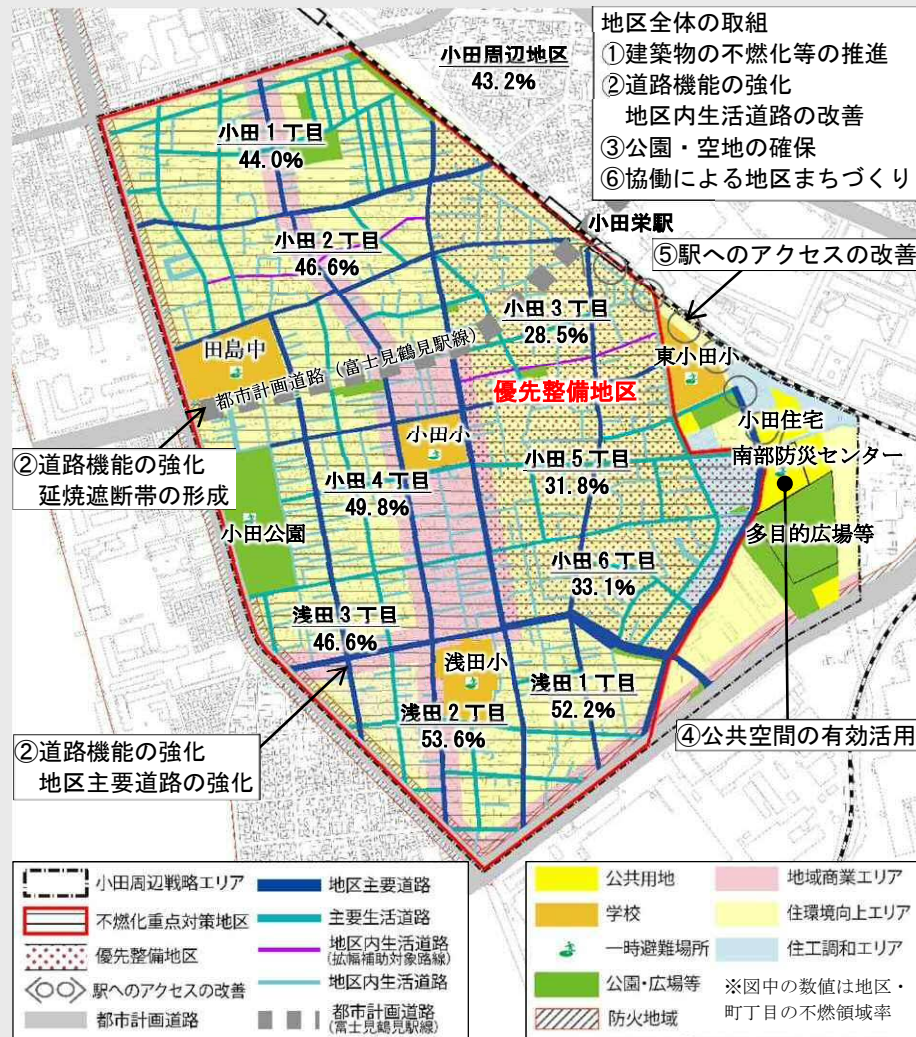 地区全体の取組
①建築物の不燃化等の推進
②道路機能の強化
地区内生活道路の改善
③公園・空地の確保
⑥協働による地区まちづくり
小田周辺地区
43.2%
小田1丁目
44.0%
小田栄駅
小田2丁目
46.6%
⑤駅へのアクセスの改善
小田3丁目
28.5%
田島中
都市計画道路(富士見鶴見駅線)
東小田小
優先整備地区
小田住宅
②道路機能の強化
延焼遮断帯の形成
小田小
南部防災センター
小田4丁目
49.8%
小田5丁目
31.8%
小田公園
多目的広場等
小田6丁目
33.1%
浅田3丁目
46.6%
浅田小
浅田1丁目
52.2%
浅田2丁目
53.6%
④公共空間の有効活用
②道路機能の強化
地区主要道路の強化
小田周辺戦略エリア
不燃化重点対策地区
優先整備地区
駅へのアクセスの改善
都市計画道路
地区主要道路
主要生活道路
地区内生活道路
(拡幅補助対象路線)
地区内生活道路
都市計画道路
(富士見鶴見駅線)
公共用地
学校
一時避難場所
公園・広場等
防火地域
地域商業エリア
住環境向上エリア
住工調和エリア
※図中の数値は地区・
町丁目の不燃領域率